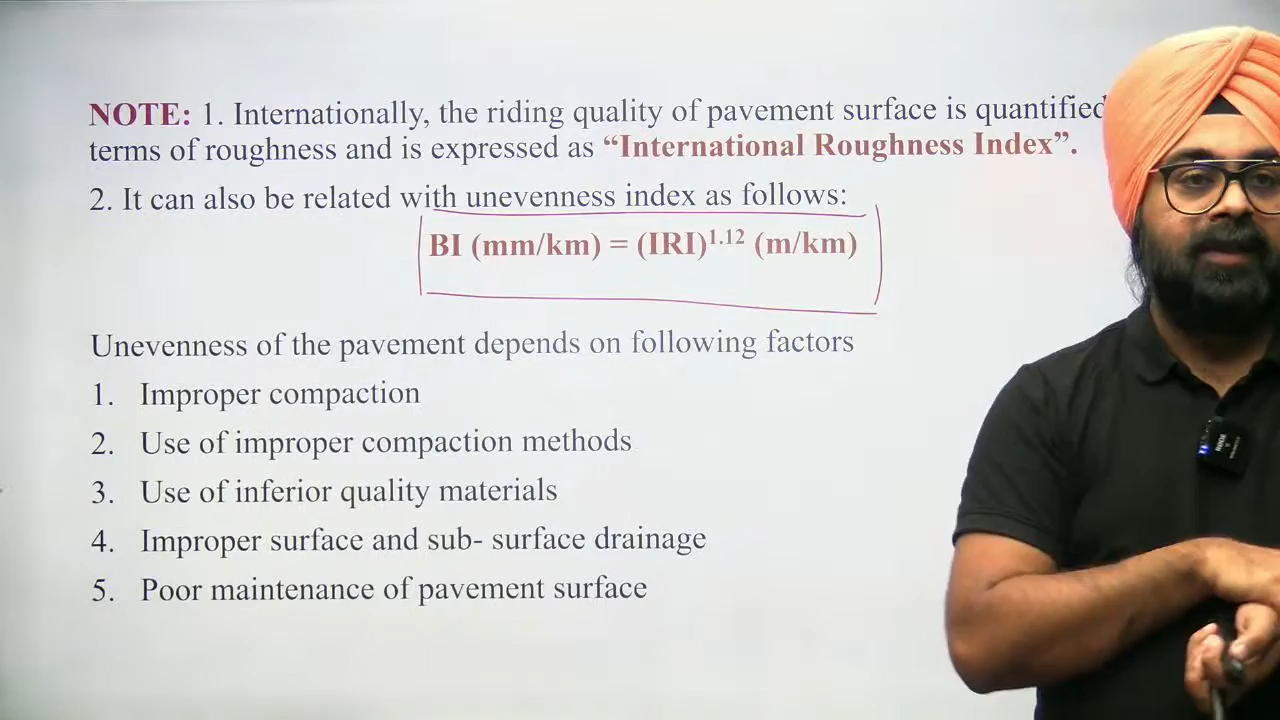 NOTE: 1. Internationally, the riding quality of pavement surface is quantified
terms of roughness and is expressed as “International Roughness Index”.
2. It can also be related with unevenness index as follows:
BI (mm/km) = (IRI)¹·¹² (m/km)
Unevenness of the pavement depends on following factors
1. Improper compaction
2. Use of improper compaction methods
3. Use of inferior quality materials
4. Improper surface and sub- surface drainage
5. Poor maintenance of pavement surface